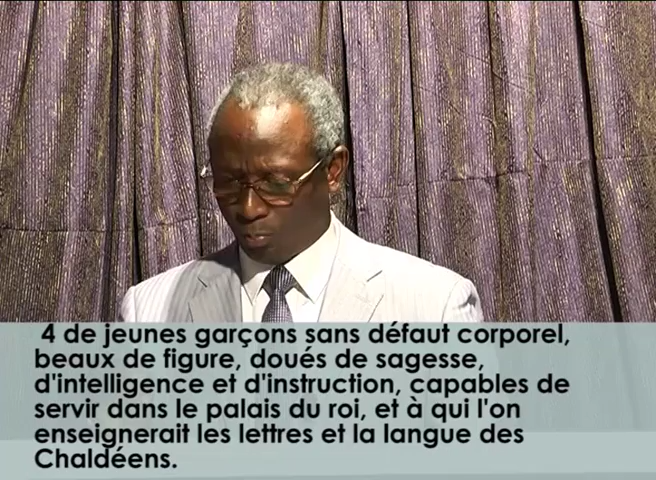 4 de jeunes garçons sans défaut corporel,
beaux de figure, doués de sagesse,
d'intelligence et d'instruction, capables de
servir dans le palais du roi, et à qui l'on
enseignerait les lettres et la langue des
Chaldéens.